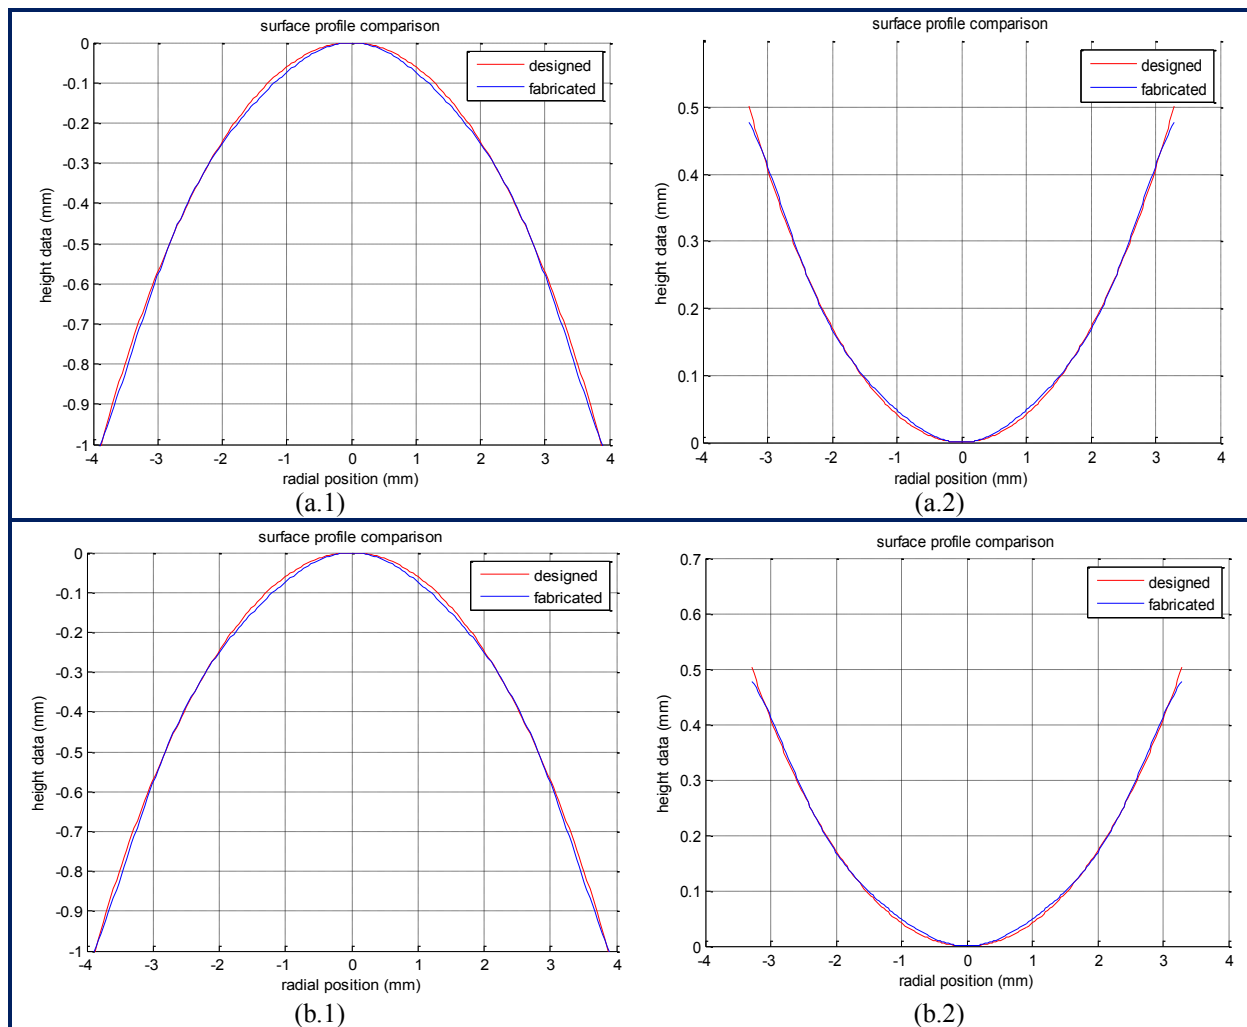 surface profile comparison
designed
fabricated
0
-0.1
-0.2
-0.3
-0.4
-0.5
-0.6
-0.7
-0.8
-0.9
-1
height data (mm)
-4 -3 -2 -1 0 1 2 3 4
radial position (mm)
(a.1)
surface profile comparison
designed
fabricated
0.5
0.4
0.3
0.2
0.1
0
height data (mm)
-4 -3 -2 -1 0 1 2 3 4
radial position (mm)
(a.2)
surface profile comparison
designed
fabricated
0
-0.1
-0.2
-0.3
-0.4
-0.5
-0.6
-0.7
-0.8
-0.9
-1
height data (mm)
-4 -3 -2 -1 0 1 2 3 4
radial position (mm)
(b.1)
surface profile comparison
designed
fabricated
0.7
0.6
0.5
0.4
0.3
0.2
0.1
0
height data (mm)
-4 -3 -2 -1 0 1 2 3 4
radial position (mm)
(b.2)